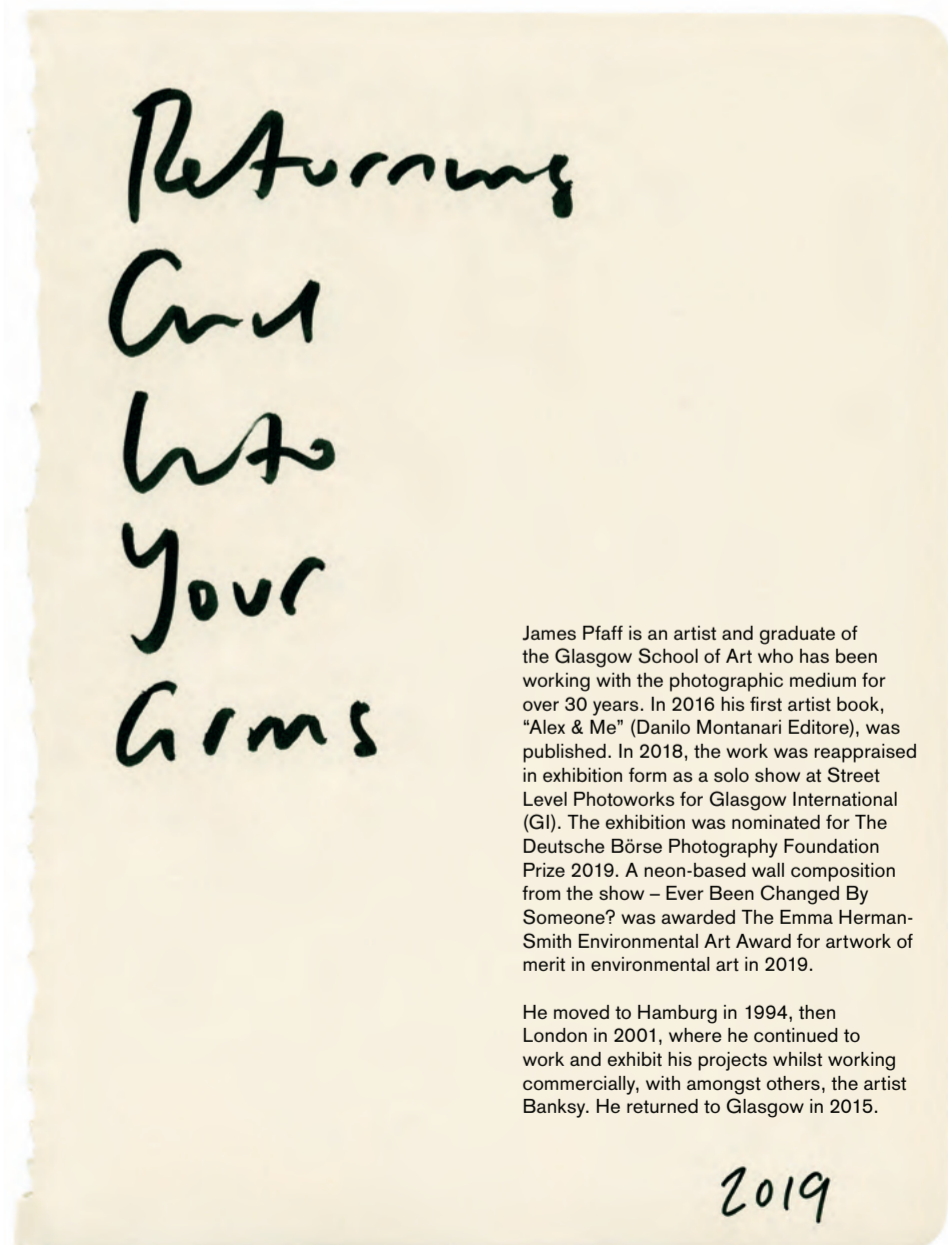 Returning
And
Into
Your
Arms
James Pfaff is an artist and graduate of
the Glasgow School of Art who has been
working with the photographic medium for
over 30 years. In 2016 his first artist book,
“Alex & Me” (Danilo Montanari Editore), was
published. In 2018, the work was reappraised
in exhibition form as a solo show at Street
Level Photoworks for Glasgow International
(GI). The exhibition was nominated for The
Deutsche Börse Photography Foundation
Prize 2019. A neon-based wall composition
from the show – Ever Been Changed By
Someone? was awarded The Emma Herman-
Smith Environmental Art Award for artwork of
merit in environmental art in 2019.
He moved to Hamburg in 1994, then
London in 2001, where he continued to
work and exhibit his projects whilst working
commercially, with amongst others, the artist
Banksy. He returned to Glasgow in 2015.
2019